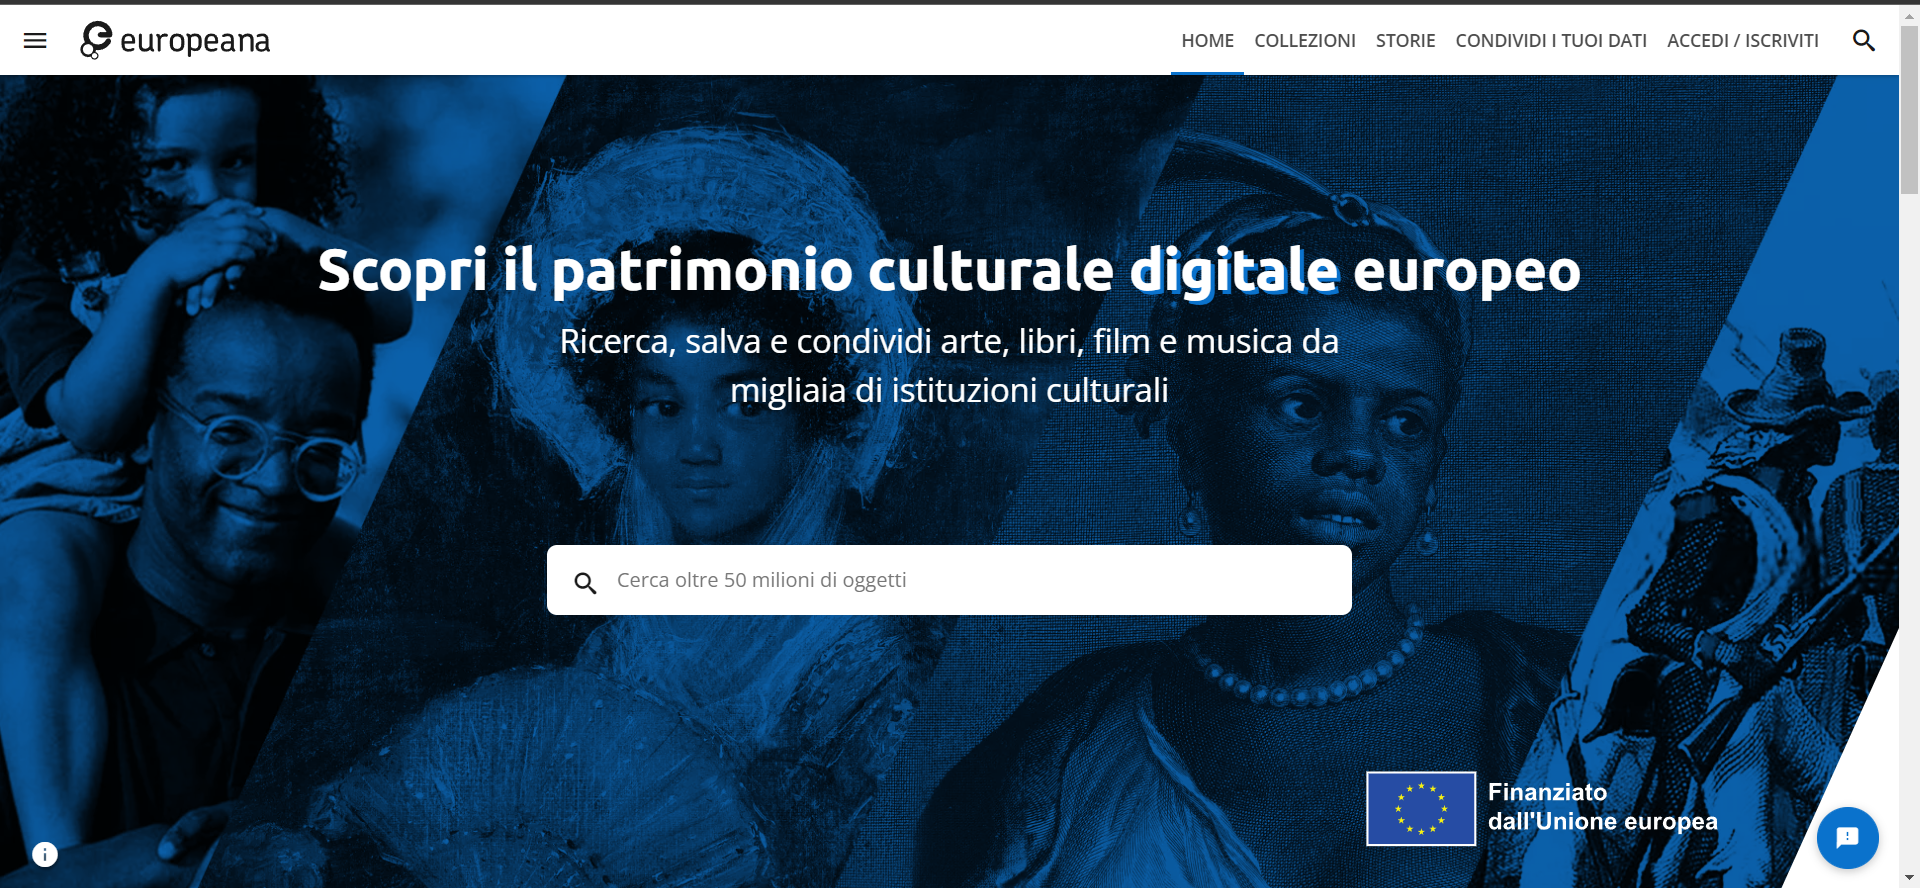 europeana
HOME COLLEZIONI STORIE CONDIVIDI I TUOI DATI ACCEDI / ISCRIVITI
Scopri il patrimonio culturale digitale europeo
Ricerca, salva e condividi arte, libri, film e musica da
migliaia di istituzioni culturali
Cerca oltre 50 milioni di oggetti
Finanziato
dall'Unione europea